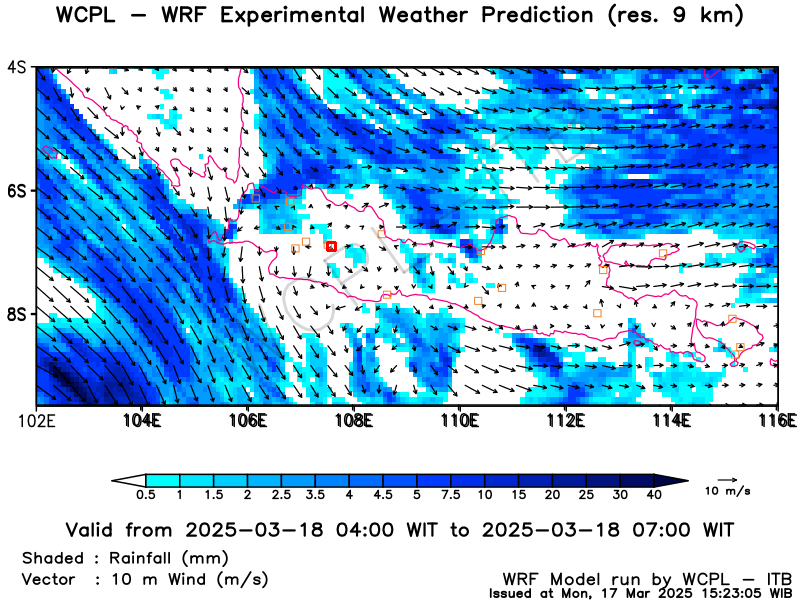 WCPL – WRF Experimental Weather Prediction (res. 9 km)
4S
6S
8S
102E 104E 106E 108E 110E 112E 114E 116E
0.5 1 1.5 2 2.5 3.5 4.5 5 7.5 10 15 20 25 30 40
10 m/s
Valid from 2025–03–18 04:00 WIT to 2025–03–18 07:00 WIT
Shaded : Rainfall (mm)
Vector : 10 m Wind (m/s)
WRF Model run by WCPL – ITB
Issued at Mon, 17 Mar 2025 15:23:05 WIB